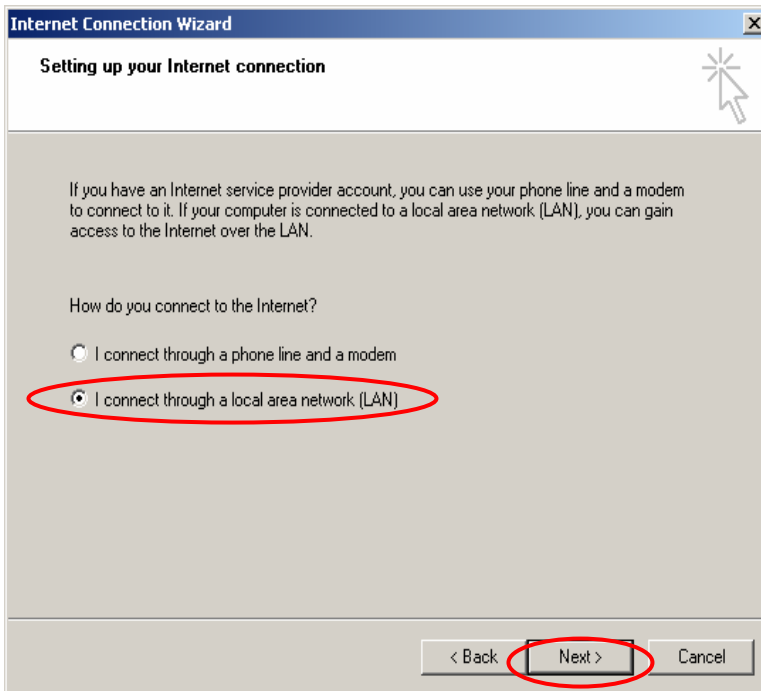 Internet Connection Wizard
Setting up your Internet connection
If you have an Internet service provider account, you can use your phone line and a modem
to connect to it. If your computer is connected to a local area network (LAN), you can gain
access to the Internet over the LAN.
How do you connect to the Internet?
I connect through a phone line and a modem
I connect through a local area network (LAN)
< Back Next > Cancel